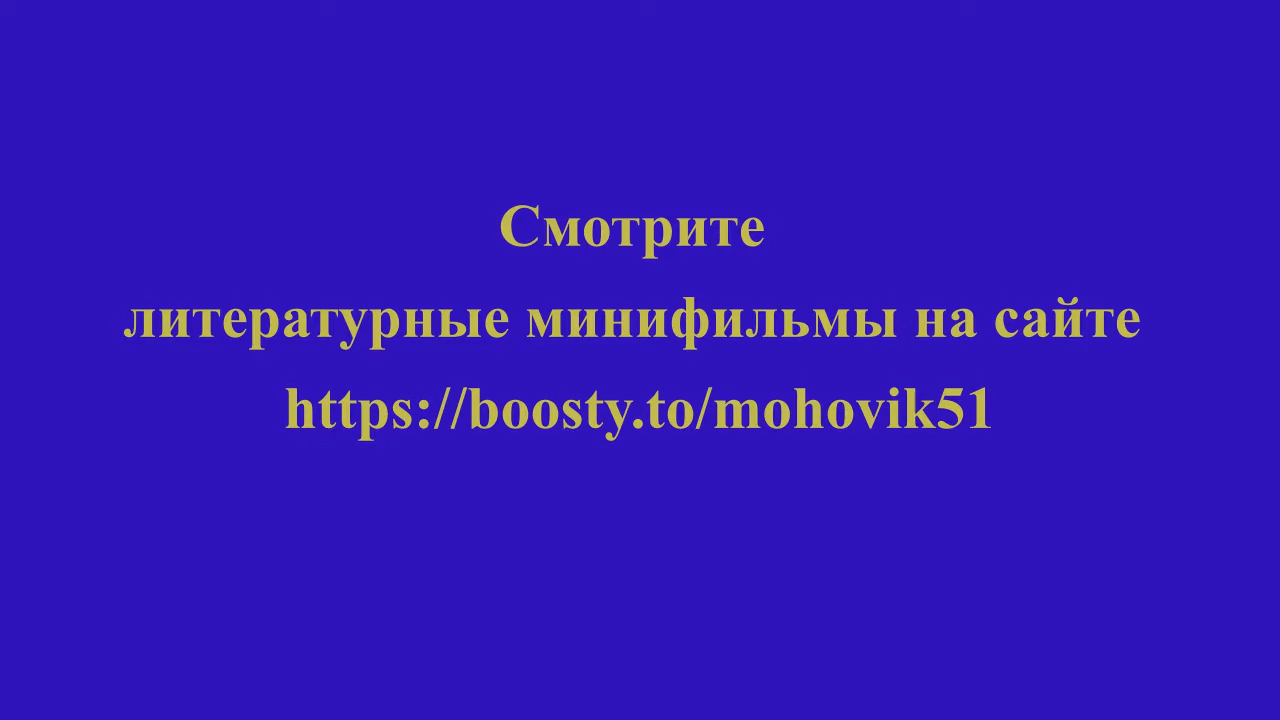 Смотрите
литературные минифильмы на сайте
https://boosty.to/mohovik51